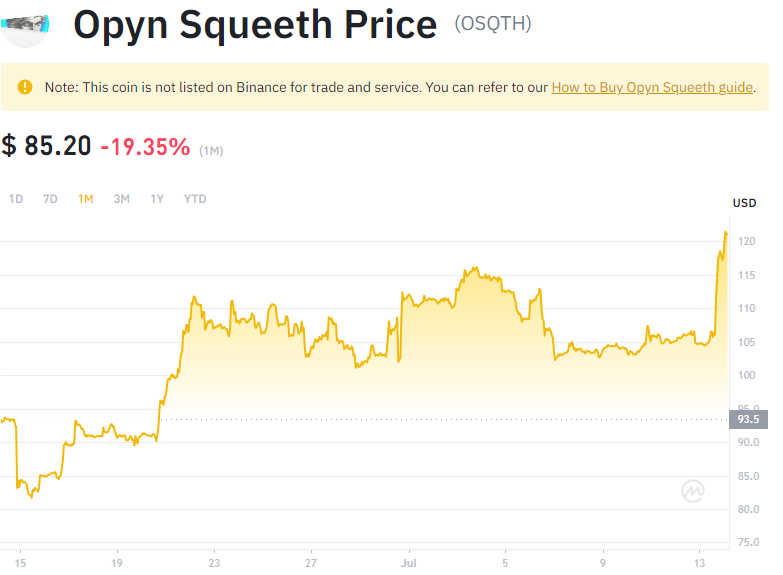 Opyn Squeeth Price (OSQTH)
Note: This coin is not listed on Binance for trade and service. You can refer to our How to Buy Opyn Squeeth guide.
$ 85.20 -19.35% (1M)
1D 7D 1M 3M 1Y YTD
USD
120
115
110
105
100
95.0
93.5
90.0
85.0
80.0
75.0
15 19 23 27 Jul 5 9 13